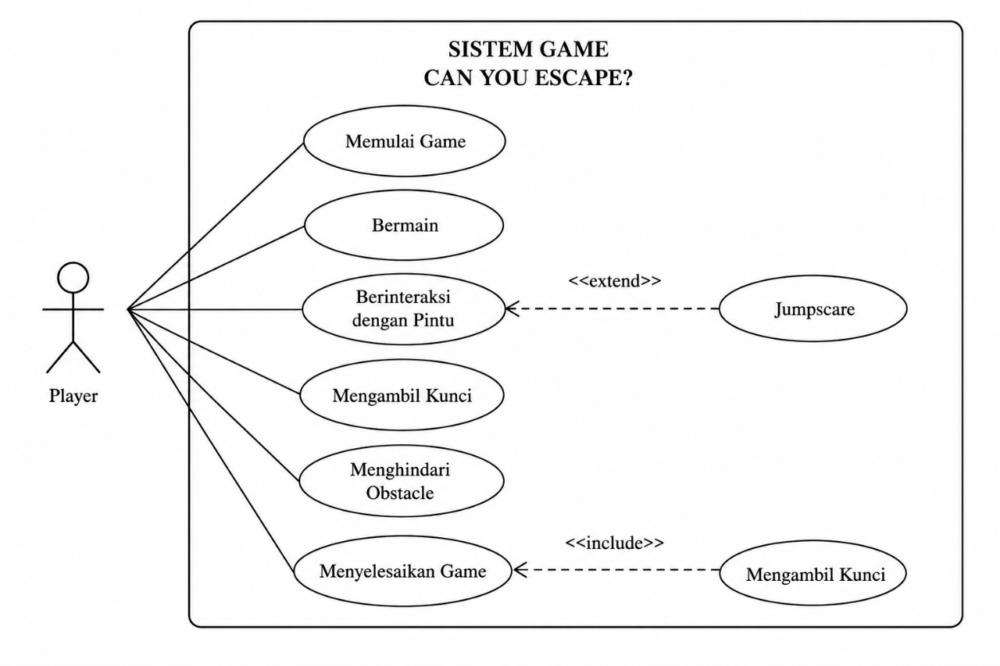 SISTEM GAME
CAN YOU ESCAPE?
Memulai Game
Bermain
Berinteraksi
dengan Pintu
<<extend>>
Jumpscare
Player
Mengambil Kunci
Menghindari
Obstacle
Menyelesaikan Game
<<include>>
Mengambil Kunci